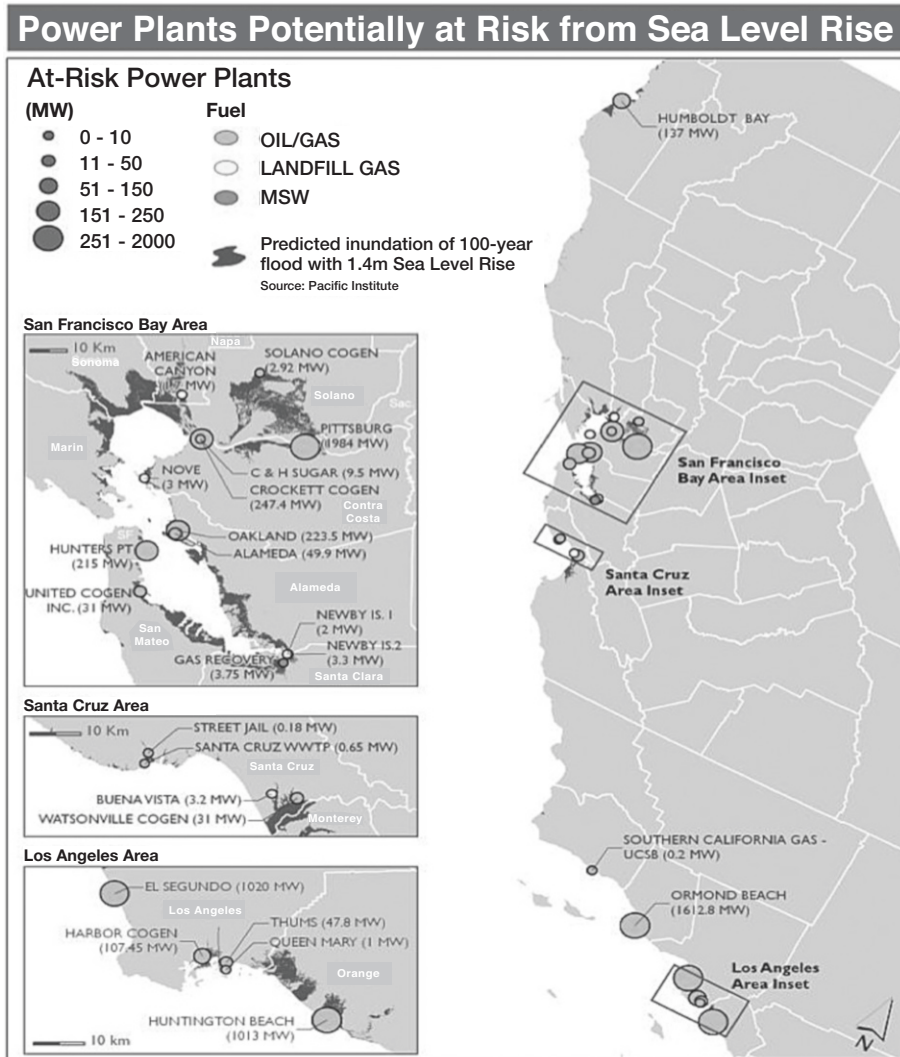 Power Plants Potentially at Risk from Sea Level Rise
At-Risk Power Plants
(MW)
0 - 10
11 - 50
51 - 150
151 - 250
251 - 2000
Fuel
OIL/GAS
LANDFILL GAS
MSW
Predicted inundation of 100-year
flood with 1.4m Sea Level Rise
Source: Pacific Institute
San Francisco Bay Area
10 Km
Sonoma
Napa
AMERICAN
CANYON
MW)
SOLANO COGEN
(2.92 MW)
Solano
Sac
Marin
PITTSBURG
(1984 MW)
NOVE
(3 MW)
C & H SUGAR (9.5 MW)
CROCKETT COGEN
(247.4 MW)
Contra
Costa
SF
OAKLAND (223.5 MW)
ALAMEDA (49.9 MW)
HUNTERS PT
(215 MW)
UNITED COGEN
INC. (31 MW)
Alameda
San
Mateo
NEWBY IS. 1
(2 MW)
NEWBY IS.2
(3.3 MW)
GAS RECOVERY
(3.75 MW)
Santa Clara
Santa Cruz Area
10 Km
STREET JAIL (0.18 MW)
SANTA CRUZ WWTP (0.65 MW)
Santa Cruz
BUENA VISTA (3.2 MW)
WATSONVILLE COGEN (31 MW)
Monterey
Los Angeles Area
EL SEGUNDO (1020 MW)
Los Angeles
THUMS (47.8 MW)
QUEEN MARY (1 MW)
HARBOR COGEN
(107.45 MW)
Orange
HUNTINGTON BEACH
(1013 MW)
10 km
HUMBOLDT BAY
(137 MW)
San Francisco
Bay Area Inset
Santa Cruz
Area Inset
SOUTHERN CALIFORNIA GAS -
UCSB (0.2 MW)
ORMOND BEACH
(1612.8 MW)
Los Angeles
Area Inset
N